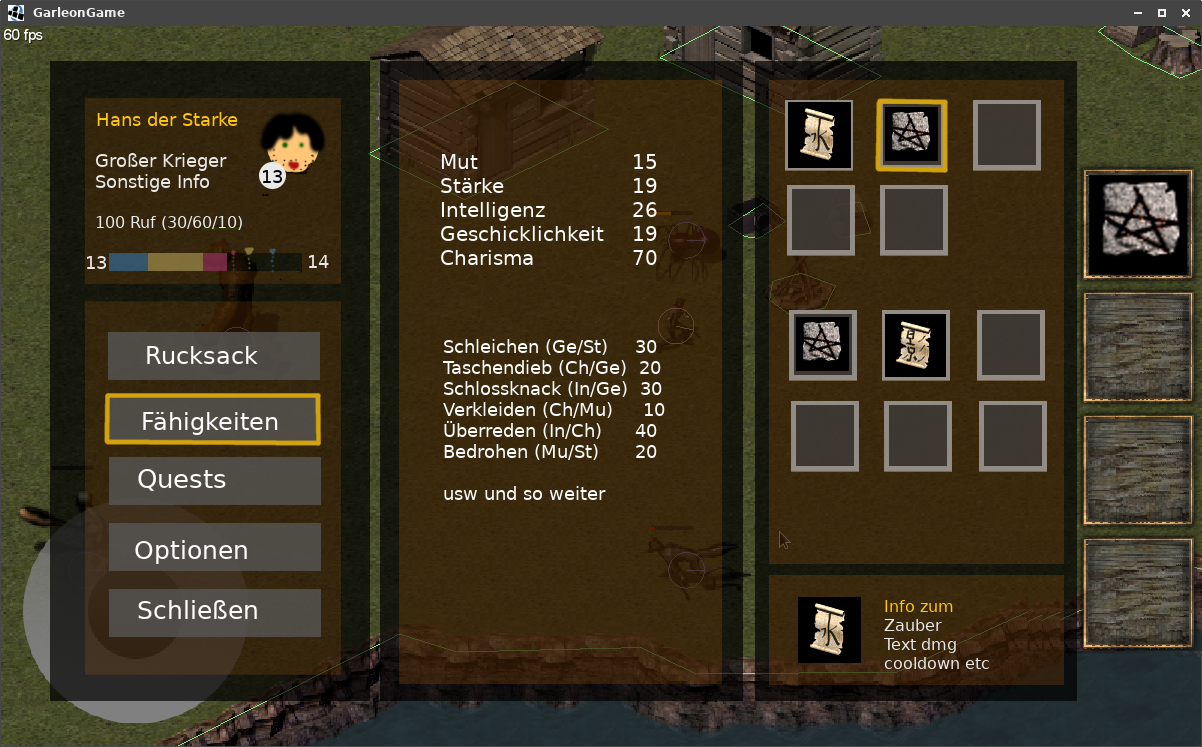 GarleonGame
60 fps
Hans der Starke
Großer Krieger
Sonstige Info
13
100 Ruf (30/60/10)
13 14
Rucksack
Fähigkeiten
Quests
Optionen
Schließen
Mut 15
Stärke 19
Intelligenz 26
Geschicklichkeit 19
Charisma 70
Schleichen (Ge/St) 30
Taschendieb (Ch/Ge) 20
Schlossknack (In/Ge) 30
Verkleiden (Ch/Mu) 10
Überreden (In/Ch) 40
Bedrohen (Mu/St) 20
usw und so weiter
Info zum
Zauber
Text dmg
cooldown etc